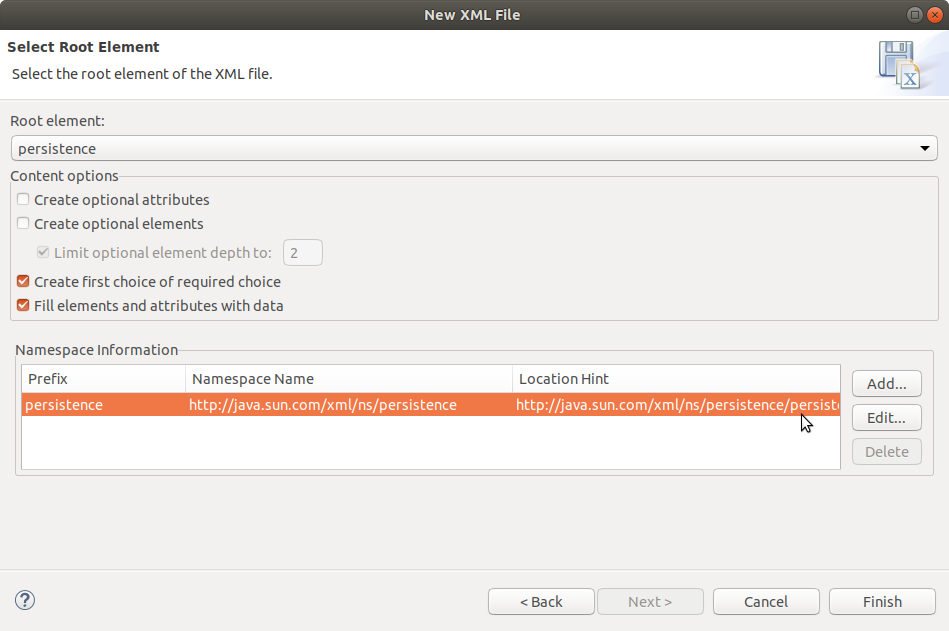 New XML File
Select Root Element
Select the root element of the XML file.
X
Root element:
persistence
Content options
Create optional attributes
Create optional elements
Limit optional element depth to: 2
Create first choice of required choice
Fill elements and attributes with data
Namespace Information
Prefix Namespace Name Location Hint
persistence http://java.sun.com/xml/ns/persistence http://java.sun.com/xml/ns/persistence/persiste
Add...
Edit...
Delete
? < Back Next > Cancel Finish